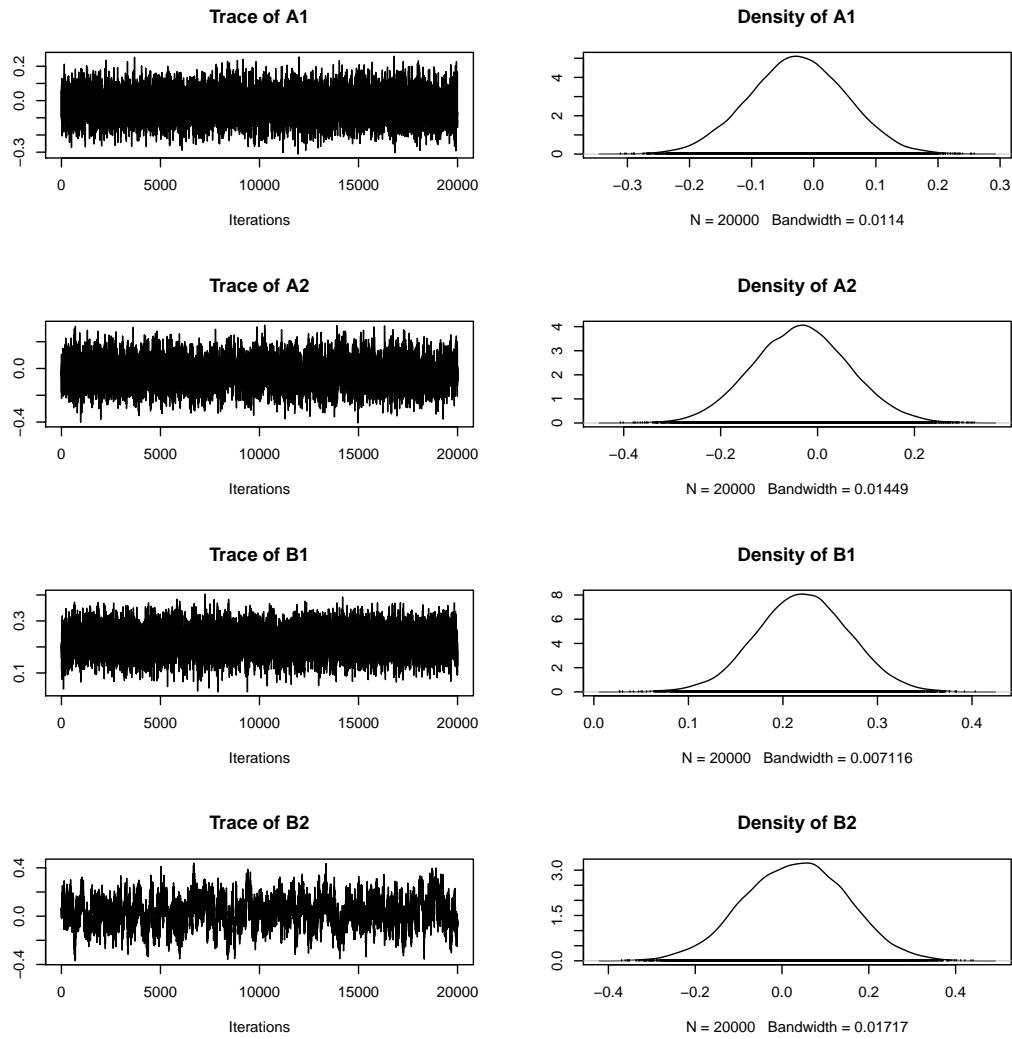 Trace of A1
−0.3 0.0 0.2
0 5000 10000 15000 20000
Iterations
Density of A1
0 2 4
−0.3 −0.2 −0.1 0.0 0.1 0.2 0.3
N = 20000 Bandwidth = 0.0114
Trace of A2
−0.4 0.0
0 5000 10000 15000 20000
Iterations
Density of A2
0 1 2 3 4
−0.4 −0.2 0.0 0.2
N = 20000 Bandwidth = 0.01449
Trace of B1
0.1 0.3
0 5000 10000 15000 20000
Iterations
Density of B1
0 2 4 6 8
0.0 0.1 0.2 0.3 0.4
N = 20000 Bandwidth = 0.007116
Trace of B2
−0.4 0.0 0.4
0 5000 10000 15000 20000
Iterations
Density of B2
0.0 1.5 3.0
−0.4 −0.2 0.0 0.2 0.4
N = 20000 Bandwidth = 0.01717